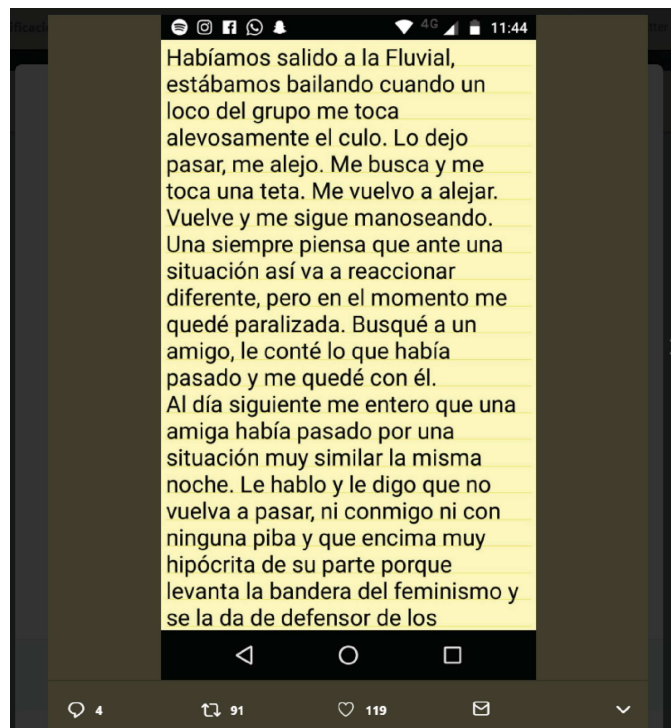 4G 11:44
Habíamos salido a la Fluvial,
estábamos bailando cuando un
loco del grupo me toca
alevosamente el culo. Lo dejo
pasar, me alejo. Me busca y me
toca una teta. Me vuelvo a alejar.
Vuelve y me sigue manoseando.
Una siempre piensa que ante una
situación así va a reaccionar
diferente, pero en el momento me
quedé paralizada. Busqué a un
amigo, le conté lo que había
pasado y me quedé con él.
Al día siguiente me entero que una
amiga había pasado por una
situación muy similar la misma
noche. Le hablo y le digo que no
vuelva a pasar, ni conmigo ni con
ninguna piba y que encima muy
hipócrita de su parte porque
levanta la bandera del feminismo y
se la da de defensor de los
4 91 119